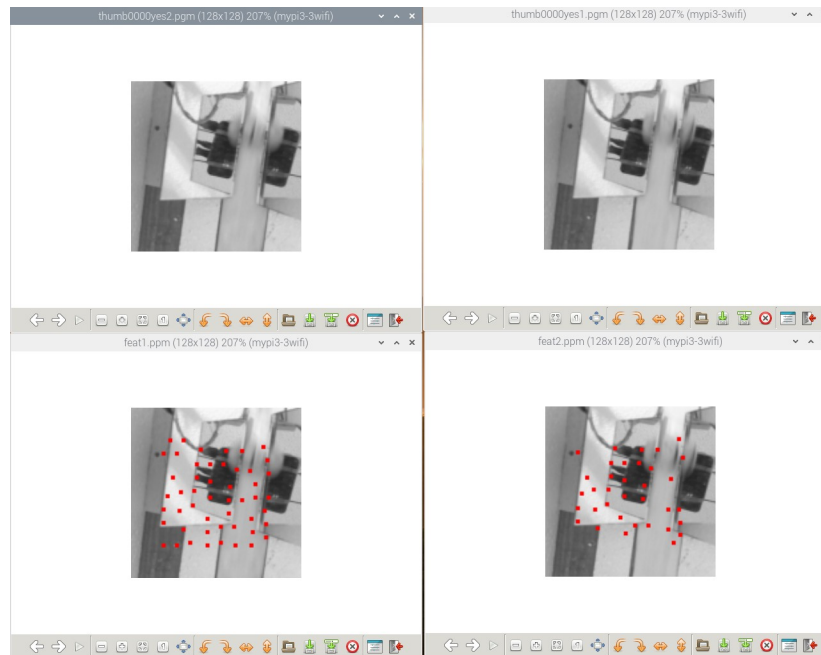 thumb0000yes2.pgm (128x128) 207% (mypi3-3wifi)
thumb0000yes1.pgm (128x128) 207% (mypi3-3wifi)
feat1.ppm (128x128) 207% (mypi3-3wifi)
feat2.ppm (128x128) 207% (mypi3-3wifi)